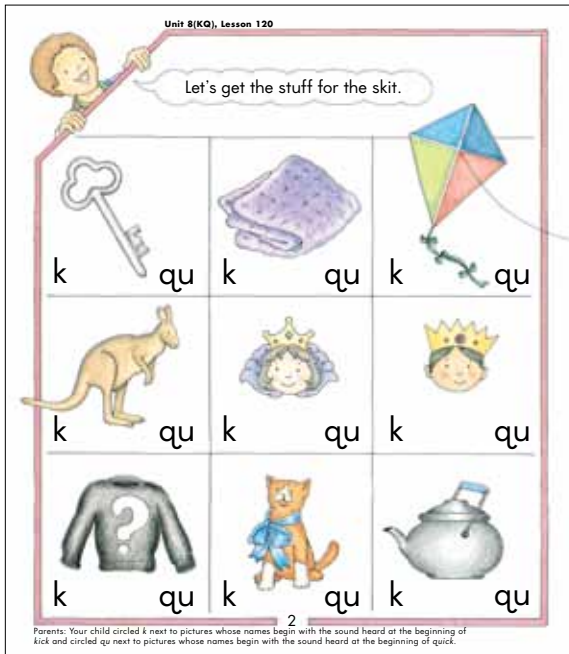 Unit 8(KQ), Lesson 120
Let's get the stuff for the skit.
k qu k qu k qu
k qu k qu k qu
?
k qu k qu k qu
2
Parents: Your child circled k next to pictures whose names begin with the sound heard at the beginning of
kick and circled qu next to pictures whose names begin with the sound heard at the beginning of quick.